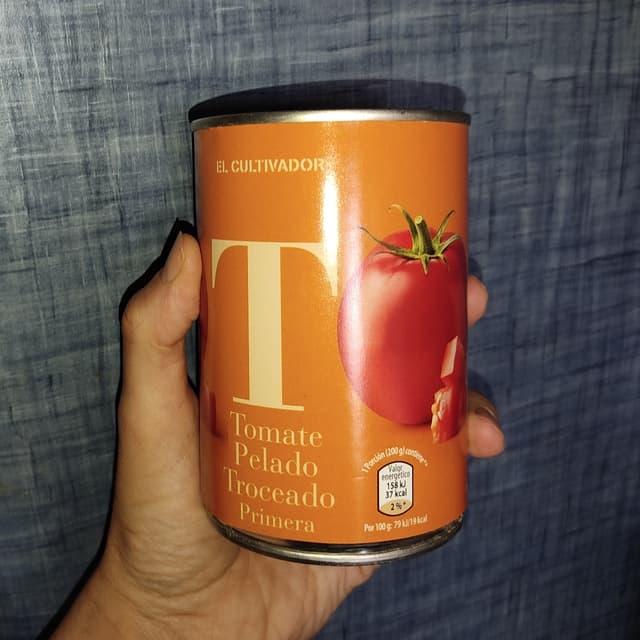 EL CULTIVADOR
T
Tomate
Pelado
Troceado
Primera
1 Porción (200 g) contiene**
Valor
energético
158 kJ
37 kcal
2 %*
Por 100 g: 79 kJ/19 kcal